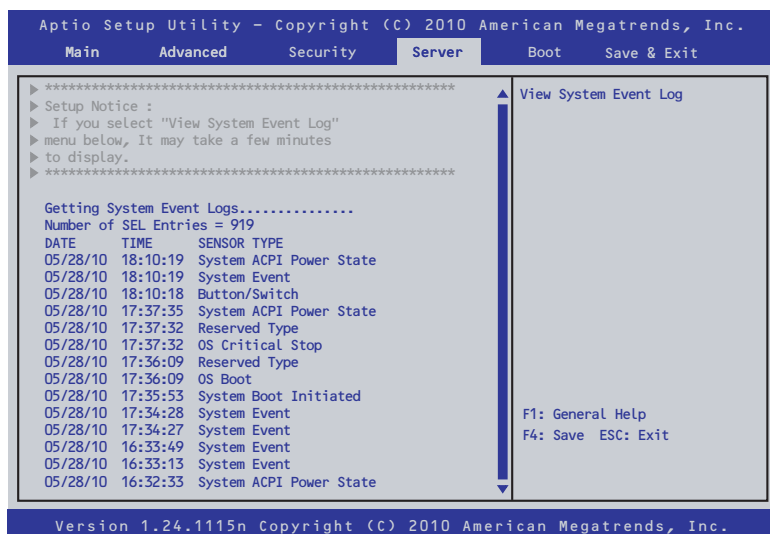 Aptio Setup Utility – Copyright (C) 2010 American Megatrends, Inc.
Main Advanced Security Server Boot Save & Exit
*****************************************************
Setup Notice :
If you select "View System Event Log"
menu below, It may take a few minutes
to display.
*****************************************************
Getting System Event Logs...............
Number of SEL Entries = 919
DATE TIME SENSOR TYPE
05/28/10 18:10:19 System ACPI Power State
05/28/10 18:10:19 System Event
05/28/10 18:10:18 Button/Switch
05/28/10 17:37:35 System ACPI Power State
05/28/10 17:37:32 Reserved Type
05/28/10 17:37:32 OS Critical Stop
05/28/10 17:36:09 Reserved Type
05/28/10 17:36:09 OS Boot
05/28/10 17:35:53 System Boot Initiated
05/28/10 17:34:28 System Event
05/28/10 17:34:27 System Event
05/28/10 16:33:49 System Event
05/28/10 16:33:13 System Event
05/28/10 16:32:33 System ACPI Power State
View System Event Log
F1: General Help
F4: Save ESC: Exit
Version 1.24.1115n Copyright (C) 2010 American Megatrends, Inc.